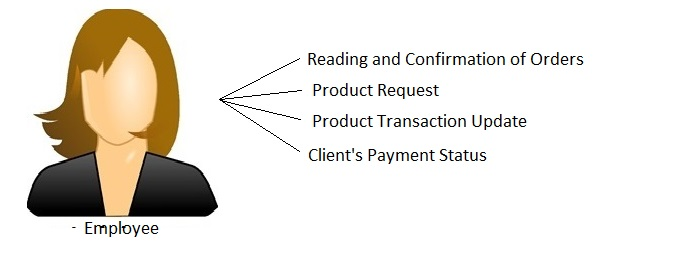 Reading and Confirmation of Orders
Product Request
Product Transaction Update
Client's Payment Status
Employee